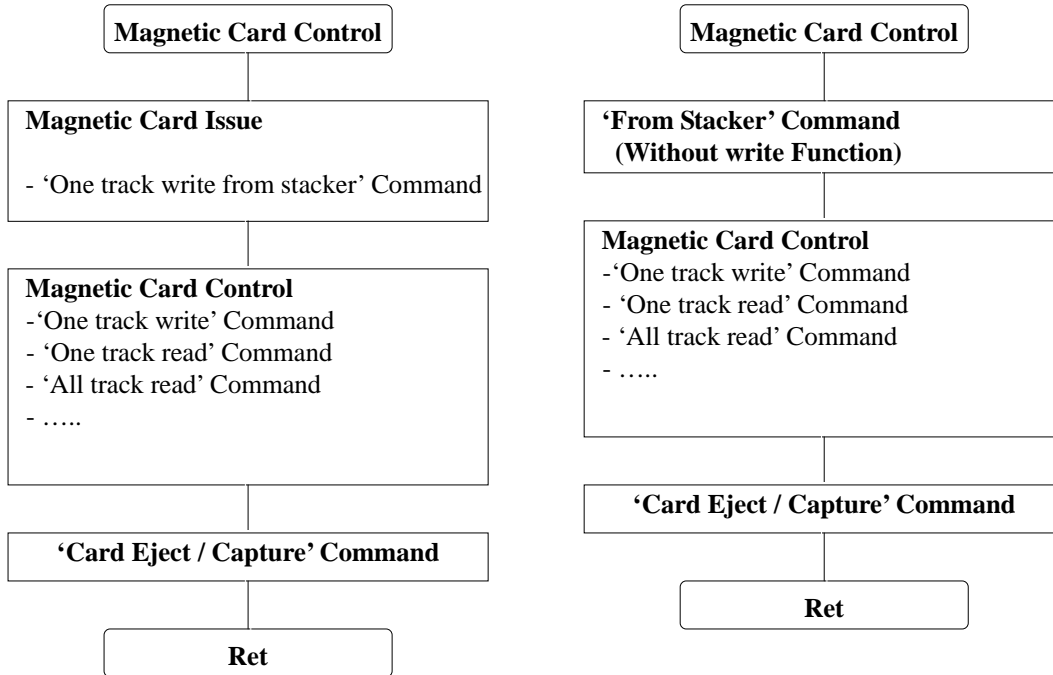 Magnetic Card Control
Magnetic Card Issue
- ‘One track write from stacker’ Command
Magnetic Card Control
-‘One track write’ Command
- ‘One track read’ Command
- ‘All track read’ Command
- …..
‘Card Eject / Capture’ Command
Ret
Magnetic Card Control
‘From Stacker’ Command
(Without write Function)
Magnetic Card Control
-‘One track write’ Command
- ‘One track read’ Command
- ‘All track read’ Command
- …..
‘Card Eject / Capture’ Command
Ret